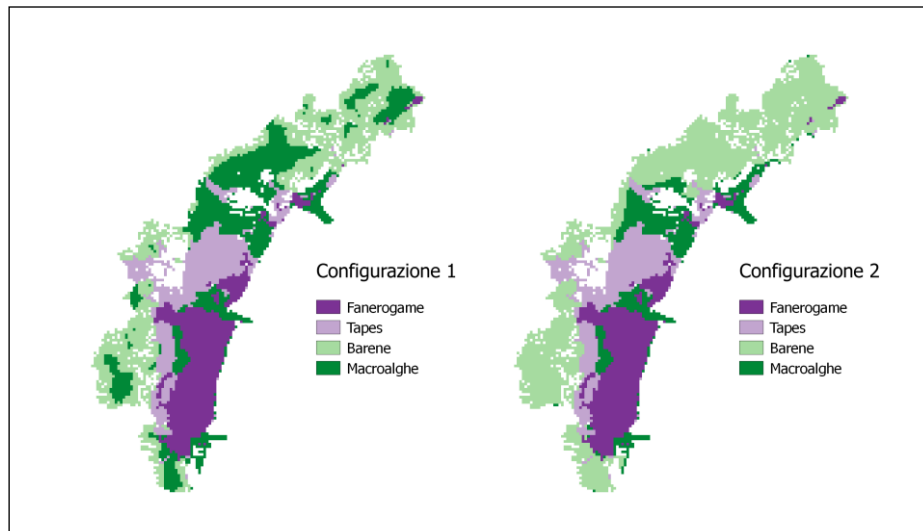 Configurazione 1
Fanerogame
Tapes
Barene
Macroalghe
Configurazione 2
Fanerogame
Tapes
Barene
Macroalghe